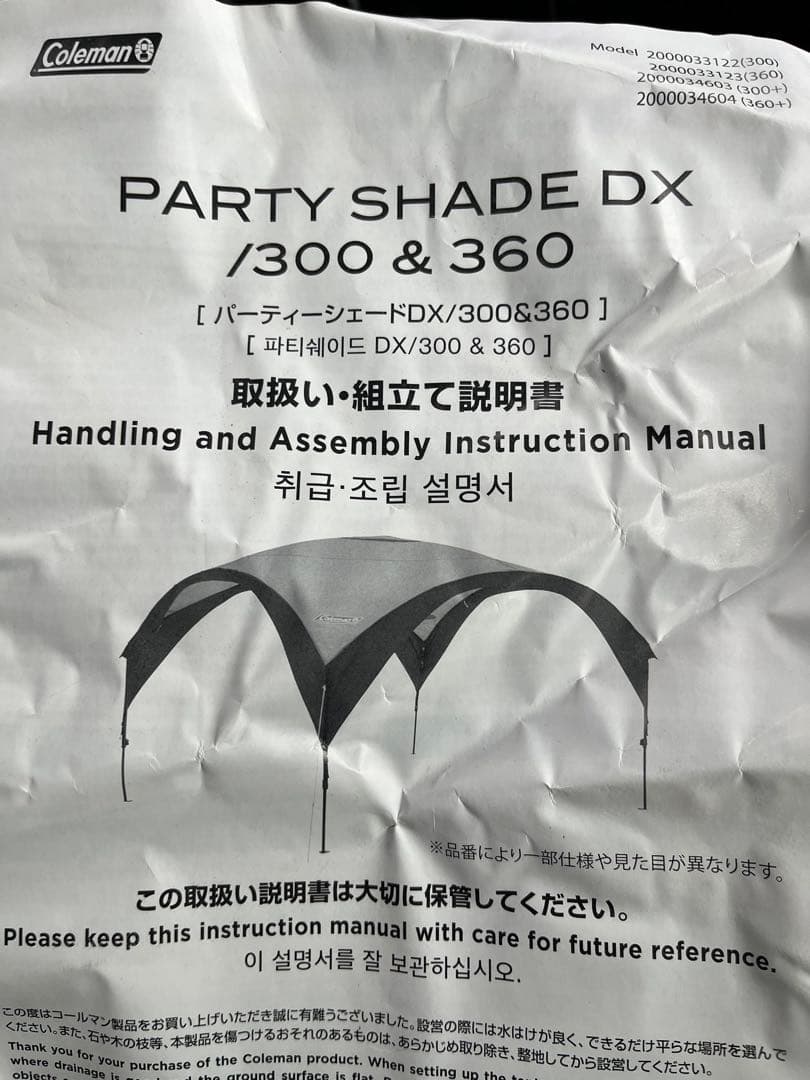 Coleman
Model 2000033122(300)
2000033123(360)
2000034603 (300+)
2000034604 (360+)
PARTY SHADE DX
/300 & 360
[ パーティーシェードDX/300&360 ]
[ 파티쉐이드 DX/300 & 360 ]
取扱い・組立て説明書
Handling and Assembly Instruction Manual
취급·조립 설명서
Coleman
※品番により一部仕様や見た目が異なります。
この取扱い説明書は大切に保管してください。
Please keep this instruction manual with care for future reference.
이 설명서를 잘 보관하십시오.
この度はコールマン製品をお買い上げいただき誠に有難うございました。設営の際には水はけが良く、できるだけ平らな場所を選んで
ください。また、石や木の枝等、本製品を傷つけるおそれのあるものは、あらかじめ取り除き、整地してから設営してください。
Thank you for your purchase of the Coleman product. When setting up the
where drainage is the ground surface is flat.
objects